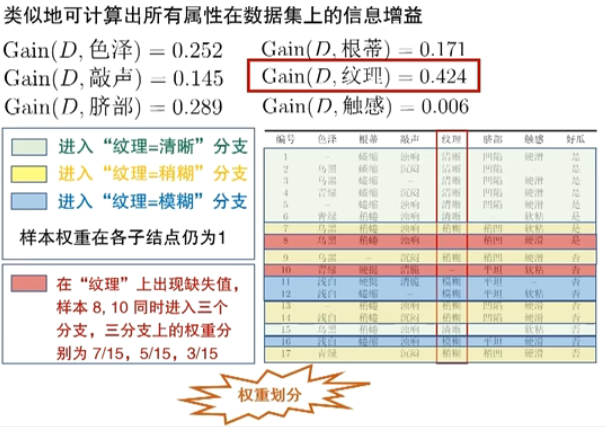 类似地可计算出所有属性在数据集上的信息增益
Gain(D, 色泽) = 0.252 Gain(D, 根蒂) = 0.171
Gain(D, 敲声) = 0.145 Gain(D, 纹理) = 0.424
Gain(D, 脐部) = 0.289 Gain(D, 触感) = 0.006
进入“纹理=清晰”分支
进入“纹理=稍糊”分支
进入“纹理=模糊”分支
样本权重在各子结点仍为1
在“纹理”上出现缺失值，
样本 8, 10 同时进入三个
分支，三分支上的权重分
别为 7/15，5/15，3/15
编号 色泽 根蒂 敲声 纹理 脐部 触感 好瓜
1 – 蜷缩 浊响 清晰 凹陷 硬滑 是
2 乌黑 蜷缩 沉闷 清晰 凹陷 – 是
3 乌黑 蜷缩 – 清晰 凹陷 硬滑 是
4 青绿 蜷缩 沉闷 清晰 凹陷 硬滑 是
5 – 蜷缩 浊响 清晰 凹陷 硬滑 是
6 青绿 稍蜷 浊响 清晰 – 软粘 是
7 乌黑 稍蜷 浊响 稍糊 稍凹 软粘 是
8 乌黑 稍蜷 浊响 – 稍凹 硬滑 是
9 乌黑 – 沉闷 稍糊 稍凹 硬滑 否
10 青绿 硬挺 清脆 – 平坦 软粘 否
11 浅白 硬挺 清脆 模糊 平坦 – 否
12 浅白 蜷缩 – 模糊 平坦 软粘 否
13 – 稍蜷 浊响 稍糊 凹陷 硬滑 否
14 浅白 稍蜷 沉闷 稍糊 凹陷 硬滑 否
15 乌黑 稍蜷 浊响 清晰 – 软粘 否
16 浅白 蜷缩 浊响 模糊 平坦 硬滑 否
17 青绿 – 沉闷 稍糊 稍凹 硬滑 否
权重划分